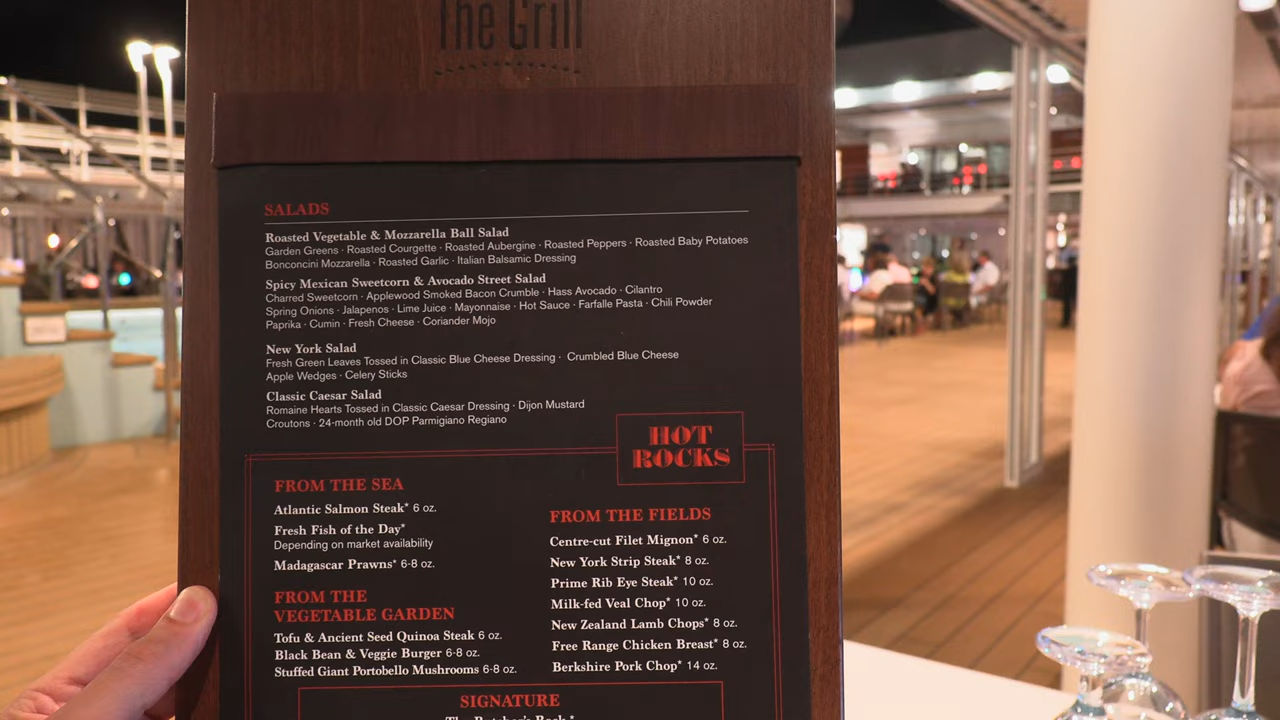 The Grill
SALADS
Roasted Vegetable & Mozzarella Ball Salad
Garden Greens · Roasted Courgette · Roasted Aubergine · Roasted Peppers · Roasted Baby Potatoes
Bonconcini Mozzarella · Roasted Garlic · Italian Balsamic Dressing
Spicy Mexican Sweetcorn & Avocado Street Salad
Charred Sweetcorn · Applewood Smoked Bacon Crumble · Hass Avocado · Cilantro
Spring Onions · Jalapenos · Lime Juice · Mayonnaise · Hot Sauce · Farfalle Pasta · Chili Powder
Paprika · Cumin · Fresh Cheese · Coriander Mojo
New York Salad
Fresh Green Leaves Tossed in Classic Blue Cheese Dressing · Crumbled Blue Cheese
Apple Wedges · Celery Sticks
Classic Caesar Salad
Romaine Hearts Tossed in Classic Caesar Dressing · Dijon Mustard
Croutons · 24-month old DOP Parmigiano Regiano
HOT
ROCKS
FROM THE SEA
Atlantic Salmon Steak* 6 oz.
Fresh Fish of the Day*
Depending on market availability
Madagascar Prawns* 6-8 oz.
FROM THE
VEGETABLE GARDEN
Tofu & Ancient Seed Quinoa Steak 6 oz.
Black Bean & Veggie Burger 6-8 oz.
Stuffed Giant Portobello Mushrooms 6-8 oz.
FROM THE FIELDS
Centre-cut Filet Mignon* 6 oz.
New York Strip Steak* 8 oz.
Prime Rib Eye Steak* 10 oz.
Milk-fed Veal Chop* 10 oz.
New Zealand Lamb Chops* 8 oz.
Free Range Chicken Breast* 8 oz.
Berkshire Pork Chop* 14 oz.
SIGNATURE
The Butcher's Rock *